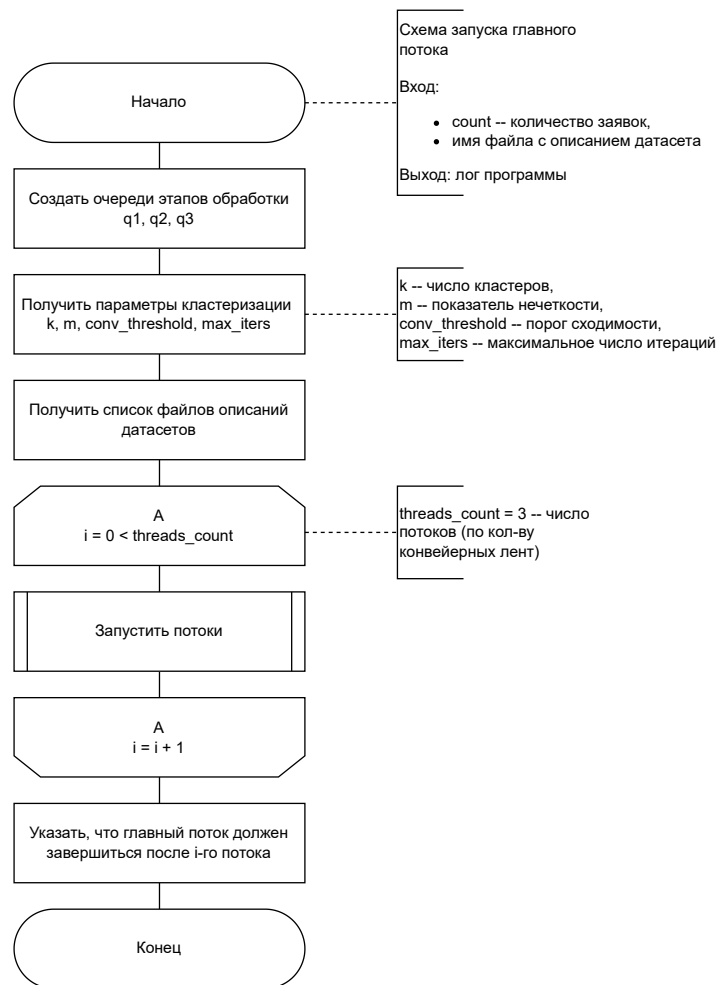 Схема запуска главного
потока
Вход:
• count -- количество заявок,
• имя файла с описанием датасета
Выход: лог программы
Начало
Создать очереди этапов обработки
q1, q2, q3
Получить параметры кластеризации
k, m, conv_threshold, max_iters
k -- число кластеров,
m -- показатель нечеткости,
conv_threshold -- порог сходимости,
max_iters -- максимальное число итераций
Получить список файлов описаний
датасетов
A
i = 0 < threads_count
threads_count = 3 -- число
потоков (по кол-ву
конвейерных лент)
Запустить потоки
A
i = i + 1
Указать, что главный поток должен
завершиться после i-го потока
Конец